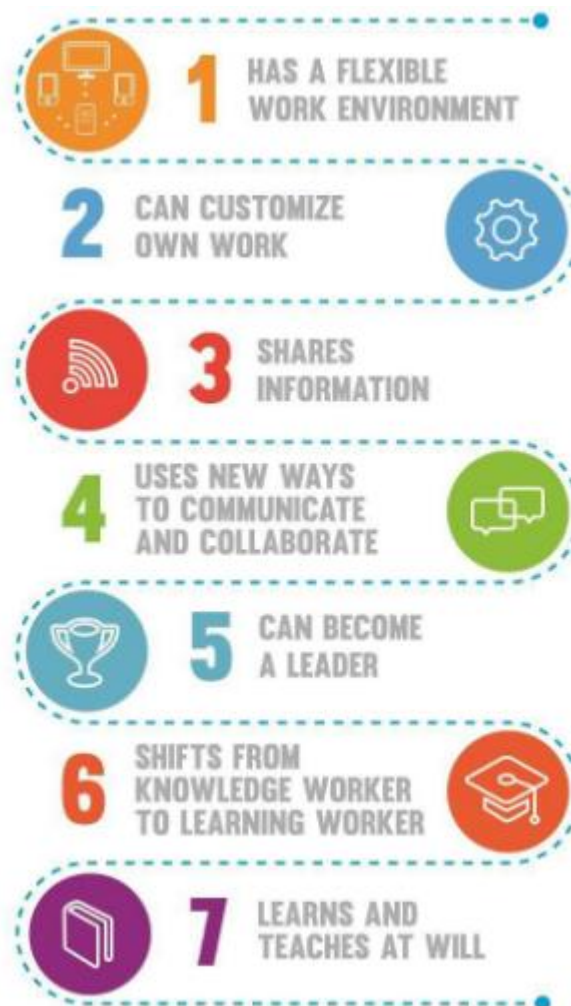 1
HAS A FLEXIBLE
WORK ENVIRONMENT
2
CAN CUSTOMIZE
OWN WORK
3
SHARES
INFORMATION
4
USES NEW WAYS
TO COMMUNICATE
AND COLLABORATE
5
CAN BECOME
A LEADER
6
SHIFTS FROM
KNOWLEDGE WORKER
TO LEARNING WORKER
7
LEARNS AND
TEACHES AT WILL